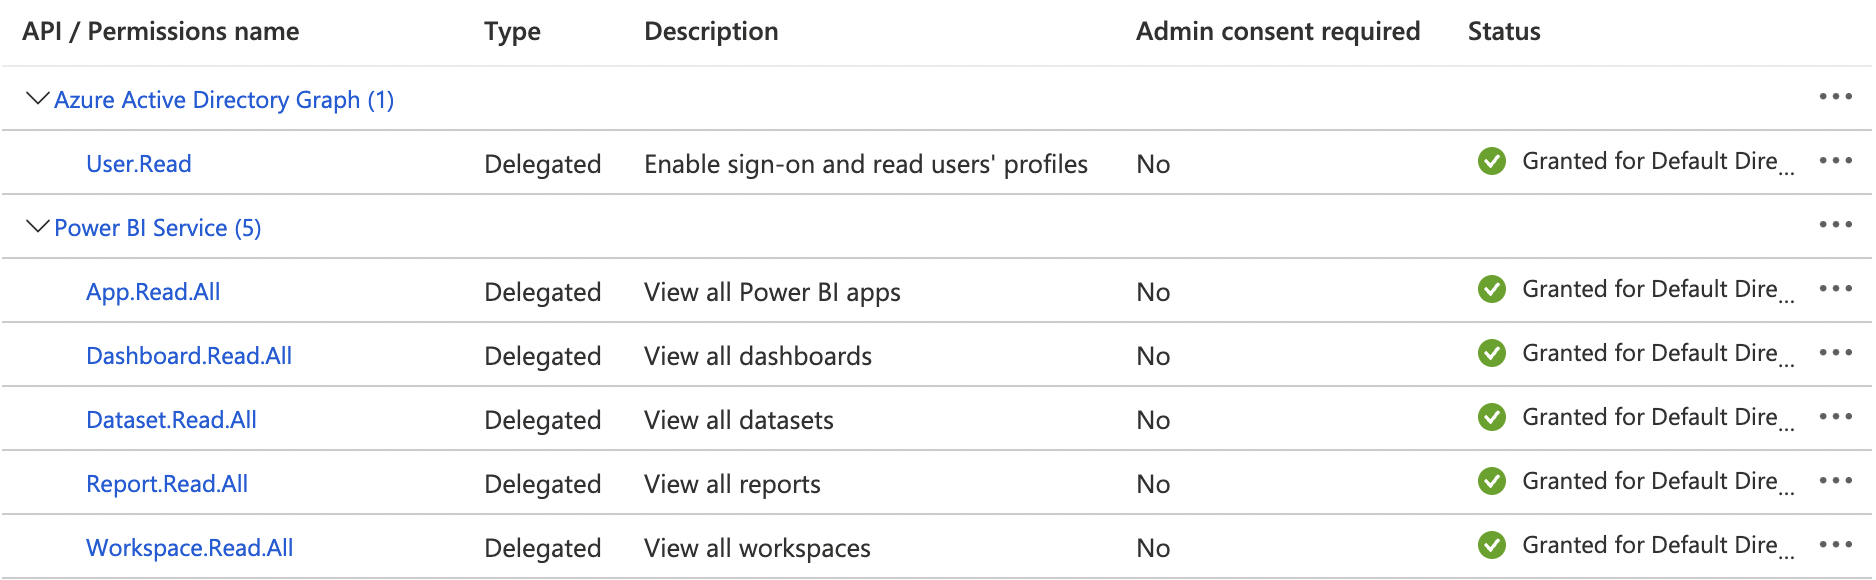 API / Permissions name Type Description Admin consent required Status
Azure Active Directory Graph (1)
User.Read Delegated Enable sign-on and read users' profiles No Granted for Default Dire...
Power BI Service (5)
App.Read.All Delegated View all Power BI apps No Granted for Default Dire...
Dashboard.Read.All Delegated View all dashboards No Granted for Default Dire...
Dataset.Read.All Delegated View all datasets No Granted for Default Dire...
Report.Read.All Delegated View all reports No Granted for Default Dire...
Workspace.Read.All Delegated View all workspaces No Granted for Default Dire...